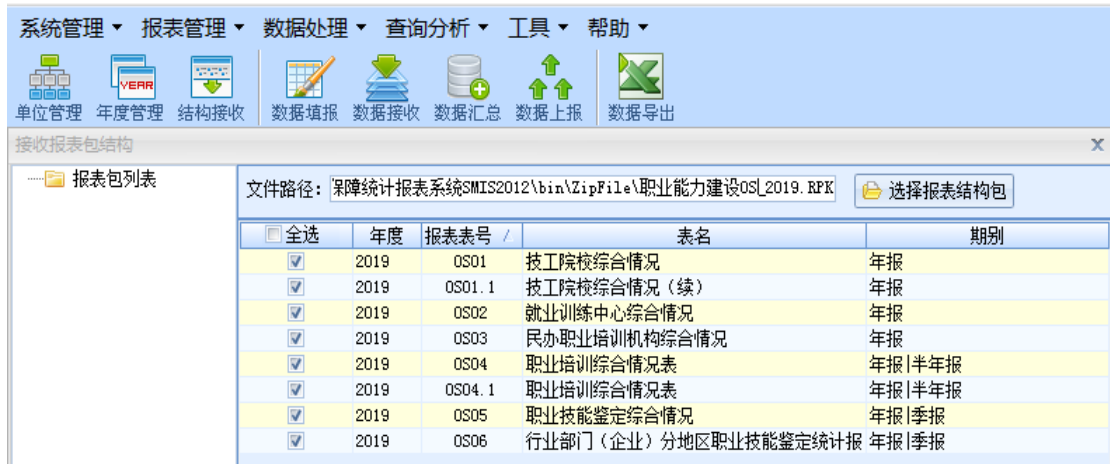 系统管理 报表管理 数据处理 查询分析 工具 帮助
YEAR
单位管理 年度管理 结构接收 数据填报 数据接收 数据汇总 数据上报 数据导出
接收报表包结构 X
报表包列表
文件路径： 保障统计报表系统SMIS2012\bin\ZipFile\职业能力建设OS_2019.RPK 选择报表结构包
全选 年度 报表表号 表名 期别
2019 OS01 技工院校综合情况 年报
2019 OS01.1 技工院校综合情况（续） 年报
2019 OS02 就业训练中心综合情况 年报
2019 OS03 民办职业培训机构综合情况 年报
2019 OS04 职业培训综合情况表 年报|半年报
2019 OS04.1 职业培训综合情况表 年报|半年报
2019 OS05 职业技能鉴定综合情况 年报|季报
2019 OS06 行业部门（企业）分地区职业技能鉴定统计报 年报|季报